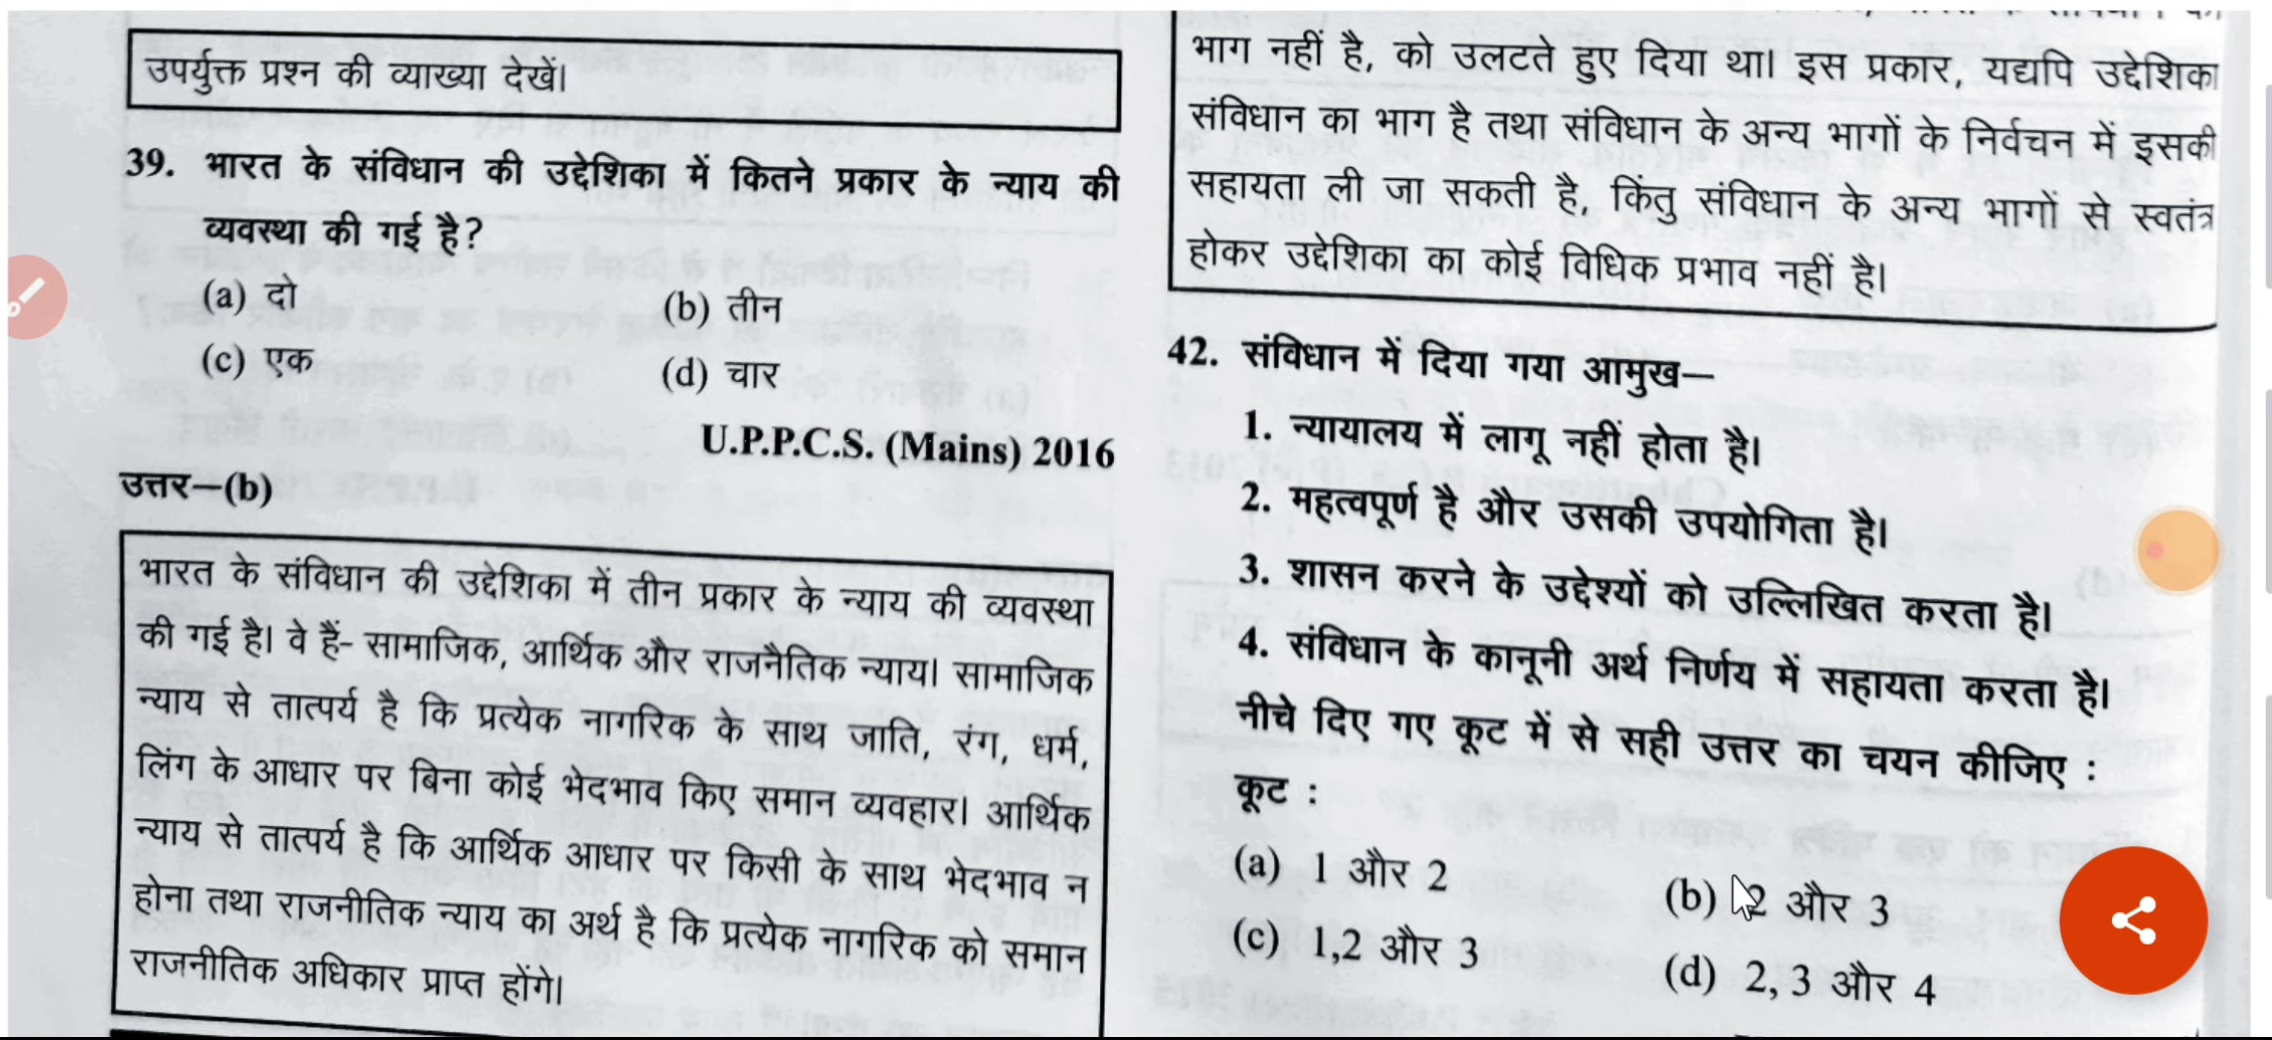 उपर्युक्त प्रश्न की व्याख्या देखें।
39. भारत के संविधान की उद्देशिका में कितने प्रकार के न्याय की
व्यवस्था की गई है?
(a) दो (b) तीन
(c) एक (d) चार
U.P.P.C.S. (Mains) 2016
उत्तर—(b)
भारत के संविधान की उद्देशिका में तीन प्रकार के न्याय की व्यवस्था
की गई है। वे हैं- सामाजिक, आर्थिक और राजनैतिक न्याय। सामाजिक
न्याय से तात्पर्य है कि प्रत्येक नागरिक के साथ जाति, रंग, धर्म,
लिंग के आधार पर बिना कोई भेदभाव किए समान व्यवहार। आर्थिक
न्याय से तात्पर्य है कि आर्थिक आधार पर किसी के साथ भेदभाव न
होना तथा राजनीतिक न्याय का अर्थ है कि प्रत्येक नागरिक को समान
राजनीतिक अधिकार प्राप्त होंगे।
भाग नहीं है, को उलटते हुए दिया था। इस प्रकार, यद्यपि उद्देशिका
संविधान का भाग है तथा संविधान के अन्य भागों के निर्वचन में इसकी
सहायता ली जा सकती है, किंतु संविधान के अन्य भागों से स्वतंत्र
होकर उद्देशिका का कोई विधिक प्रभाव नहीं है।
42. संविधान में दिया गया आमुख—
1. न्यायालय में लागू नहीं होता है।
2. महत्वपूर्ण है और उसकी उपयोगिता है।
3. शासन करने के उद्देश्यों को उल्लिखित करता है।
4. संविधान के कानूनी अर्थ निर्णय में सहायता करता है।
नीचे दिए गए कूट में से सही उत्तर का चयन कीजिए :
कूट :
(a) 1 और 2 (b) 2 और 3
(c) 1,2 और 3 (d) 2, 3 और 4